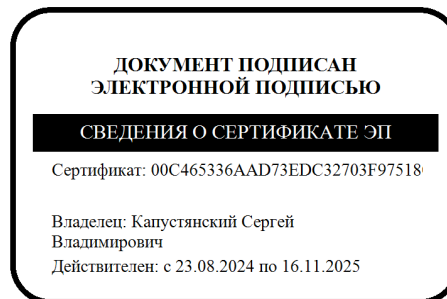 ДОКУМЕНТ ПОДПИСАН
ЭЛЕКТРОННОЙ ПОДПИСЬЮ
СВЕДЕНИЯ О СЕРТИФИКАТЕ ЭП
Сертификат: 00C465336AAD73EDC32703F97518
Владелец: Капустянский Сергей
Владимирович
Действителен: с 23.08.2024 по 16.11.2025